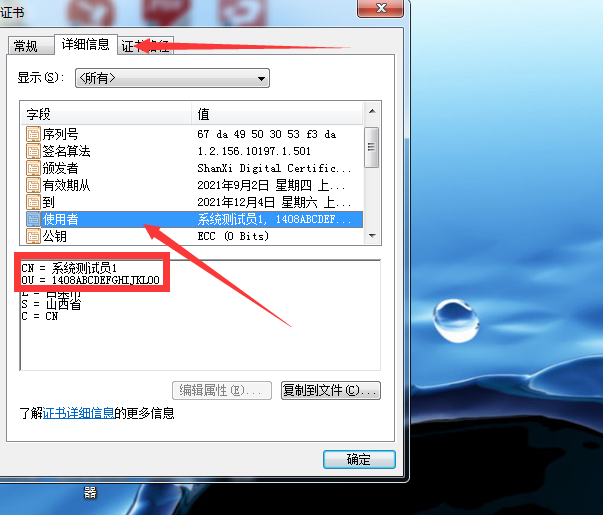 证书
常规
详细信息
证书路径
显示(S):
<所有>
字段
值
序列号
67 da 49 50 30 53 f3 da
签名算法
1.2.156.10197.1.501
颁发者
ShanXi Digital Certific...
有效期从
2021年9月2日 星期四 上...
到
2021年12月4日 星期六 上...
使用者
系统测试员1, 1408ABCDEF...
公钥
ECC (0 Bits)
CN = 系统测试员1
OU = 1408ABCDEFGHIJKLOO
S = 山西省
C = CN
编辑属性(E)...
复制到文件(C)...
了解证书详细信息的更多信息
确定
器